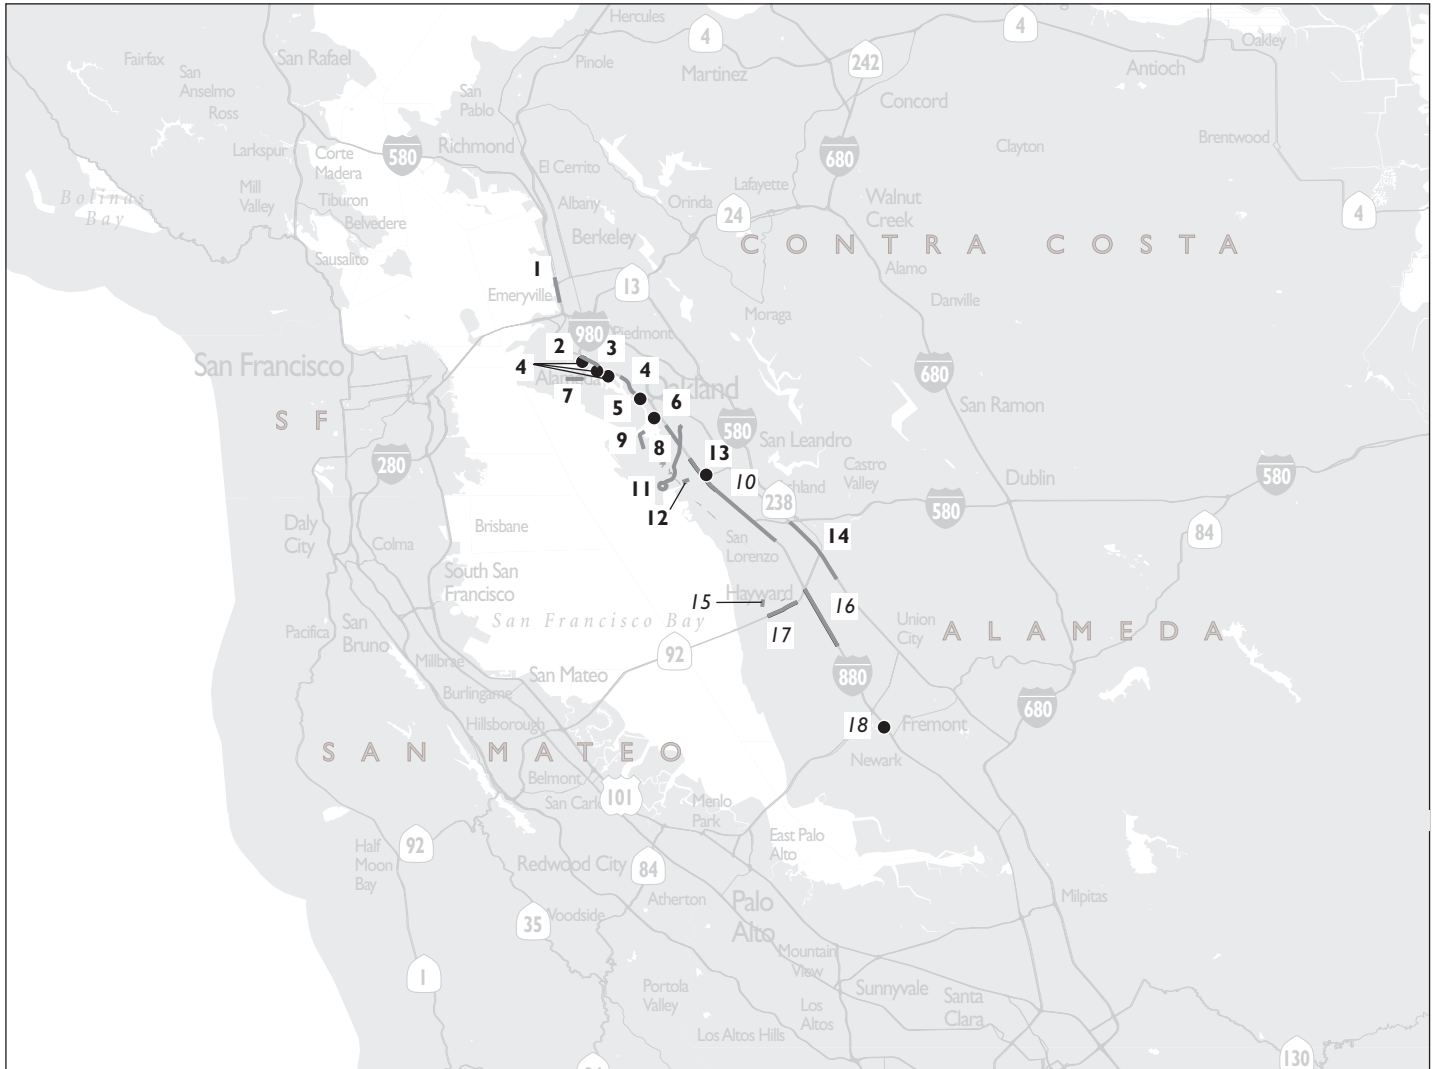 Hercules
4
4
Oakley
Fairfax
San Rafael
Pinole
242
Martinez
Antioch
San
Anselmo
San
Pablo
Concord
Ross
Brentwood
Larkspur
Corte
Madera
580
Richmond
680
Clayton
El Cerrito
Mill
Valley
Lafayette
Bolinas
Bay
Tiburon
Albany
Orinda
24
Walnut
Creek
4
Belvedere
Berkeley
CONTRA COSTA
Sausalito
1
Alamo
Emeryville
13
Danville
Moraga
980
Piedmont
2
3
San Francisco
4
Alameda
4
680
7
Oakland
5
6
San Ramon
SF
580
9
8
San Leandro
13
280
10
Castro
Valley
Dublin
580
11
238
12
580
84
Daly
City
Brisbane
Colma
San
Lorenzo
14
South San
Francisco
Hayward
15
16
San Francisco Bay
Pacifica
San
Bruno
17
Union
City
ALAMEDA
92
Millbrae
San Mateo
880
Burlingame
680
Hillsborough
18
Fremont
SAN MATEO
Newark
Belmont
San Carlos
101
Menlo
Park
92
East Palo
Alto
Half
Moon
Bay
Redwood City
84
Atherton
Palo
Alto
Milpitas
35
Woodside
Mountain
View
1
Portola
Valley
Sunnyvale
Santa
Clara
Los
Altos
Los Altos Hills
130